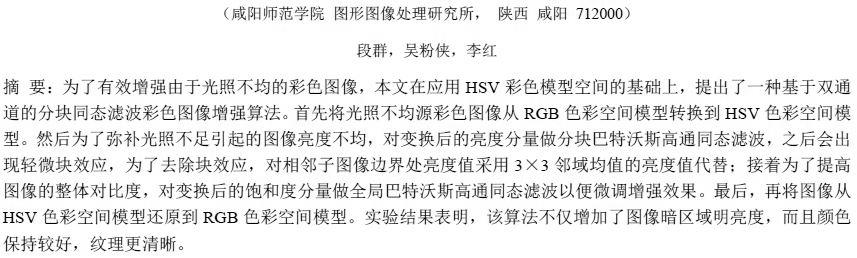 （咸阳师范学院 图形图像处理研究所， 陕西 咸阳 712000）
段群，吴粉侠，李红
摘 要：为了有效增强由于光照不均的彩色图像，本文在应用 HSV 彩色模型空间的基础上，提出了一种基于双通
道的分块同态滤波彩色图像增强算法。首先将光照不均源彩色图像从 RGB 色彩空间模型转换到 HSV 色彩空间模
型。然后为了弥补光照不足引起的图像亮度不均，对变换后的亮度分量做分块巴特沃斯高通同态滤波，之后会出
现轻微块效应，为了去除块效应，对相邻子图像边界处亮度值采用 3×3 邻域均值的亮度值代替；接着为了提高
图像的整体对比度，对变换后的饱和度分量做全局巴特沃斯高通同态滤波以便微调增强效果。最后，再将图像从
HSV 色彩空间模型还原到 RGB 色彩空间模型。实验结果表明，该算法不仅增加了图像暗区域明亮度，而且颜色
保持较好，纹理更清晰。